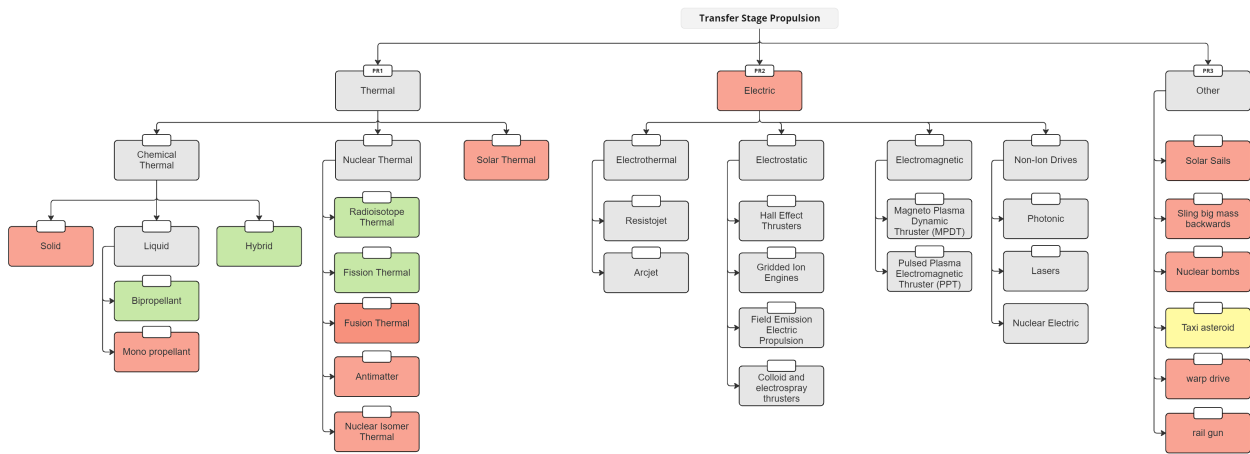 Transfer Stage Propulsion
PR1
Thermal
PR2
Electric
PR3
Other
Chemical
Thermal
Nuclear Thermal
Solar Thermal
Electrothermal
Electrostatic
Electromagnetic
Non-Ion Drives
Solar Sails
Solid
Liquid
Hybrid
Radioisotope
Thermal
Resistojet
Hall Effect
Thrusters
Magneto Plasma
Dynamic
Thruster (MPDT)
Photonic
Sling big mass
backwards
Bipropellant
Fission Thermal
Arcjet
Gridded Ion
Engines
Pulsed Plasma
Electromagnetic
Thruster (PPT)
Lasers
Nuclear bombs
Mono propellant
Fusion Thermal
Field Emission
Electric
Propulsion
Nuclear Electric
Taxi asteroid
Antimatter
Colloid and
electrospray
thrusters
warp drive
Nuclear Isomer
Thermal
rail gun